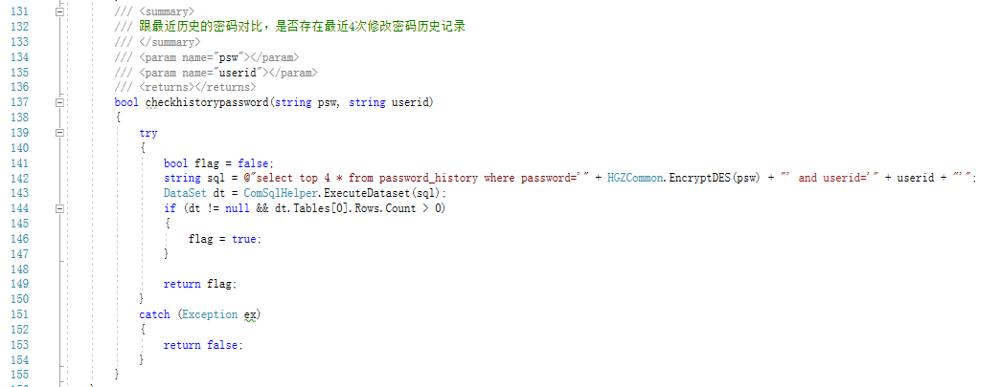 131 /// <summary>
132 /// 跟最近历史的密码对比，是否存在最近4次修改密码历史记录
133 /// </summary>
134 /// <param name="psw"></param>
135 /// <param name="userid"></param>
136 /// <returns></returns>
137 bool checkhistorypassword(string psw, string userid)
138 {
139 try
140 {
141 bool flag = false;
142 string sql = @"select top 4 * from password_history where password='" + HGZCommon.EncryptDES(psw) + "' and userid='" + userid + "'";
143 DataSet dt = ComSqlHelper.ExecuteDataset(sql);
144 if (dt != null && dt.Tables[0].Rows.Count > 0)
145 {
146 flag = true;
147 }
148
149 return flag;
150 }
151 catch (Exception ex)
152 {
153 return false;
154 }
155 }